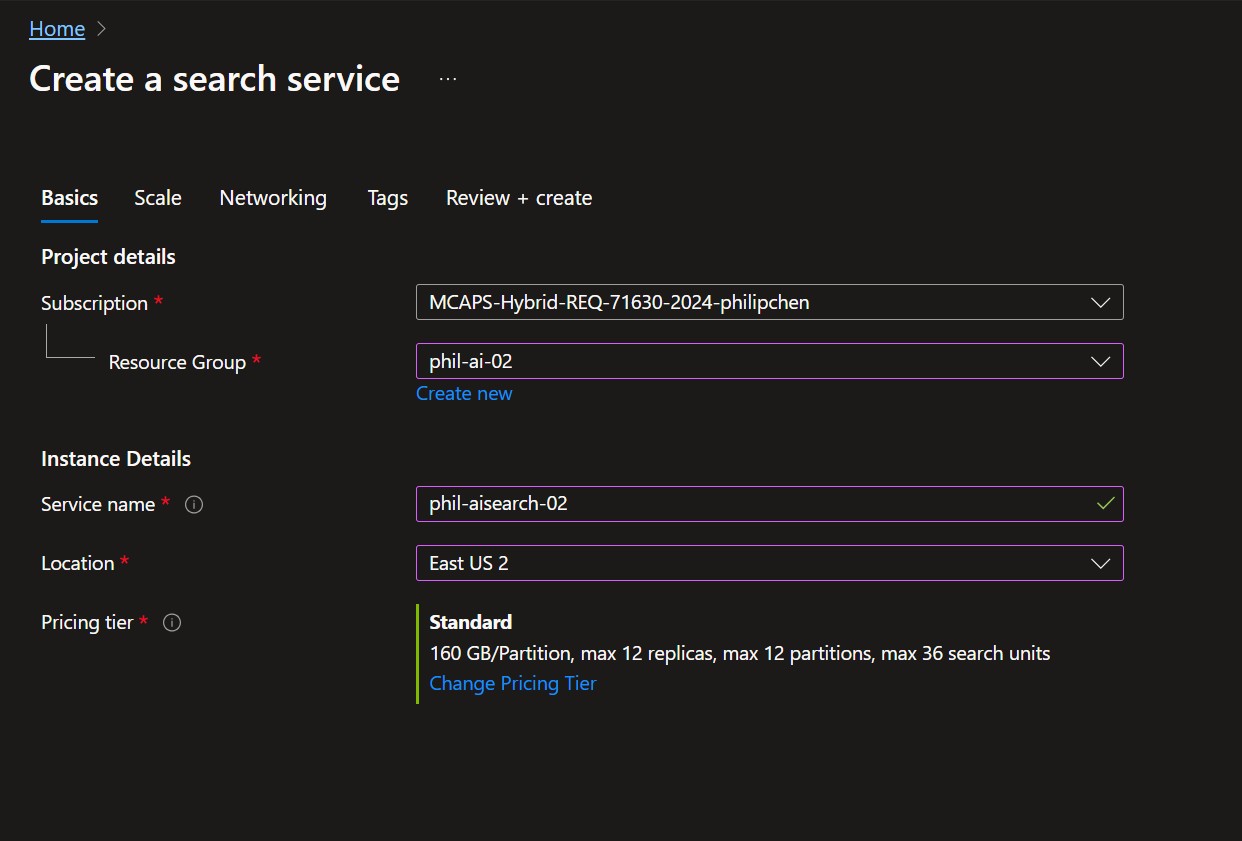 Home
Create a search service ...
Basics Scale Networking Tags Review + create
Project details
Subscription * MCAPS-Hybrid-REQ-71630-2024-philipchen
Resource Group * phil-ai-02
Create new
Instance Details
Service name * phil-aisearch-02
Location * East US 2
Pricing tier * Standard
160 GB/Partition, max 12 replicas, max 12 partitions, max 36 search units
Change Pricing Tier